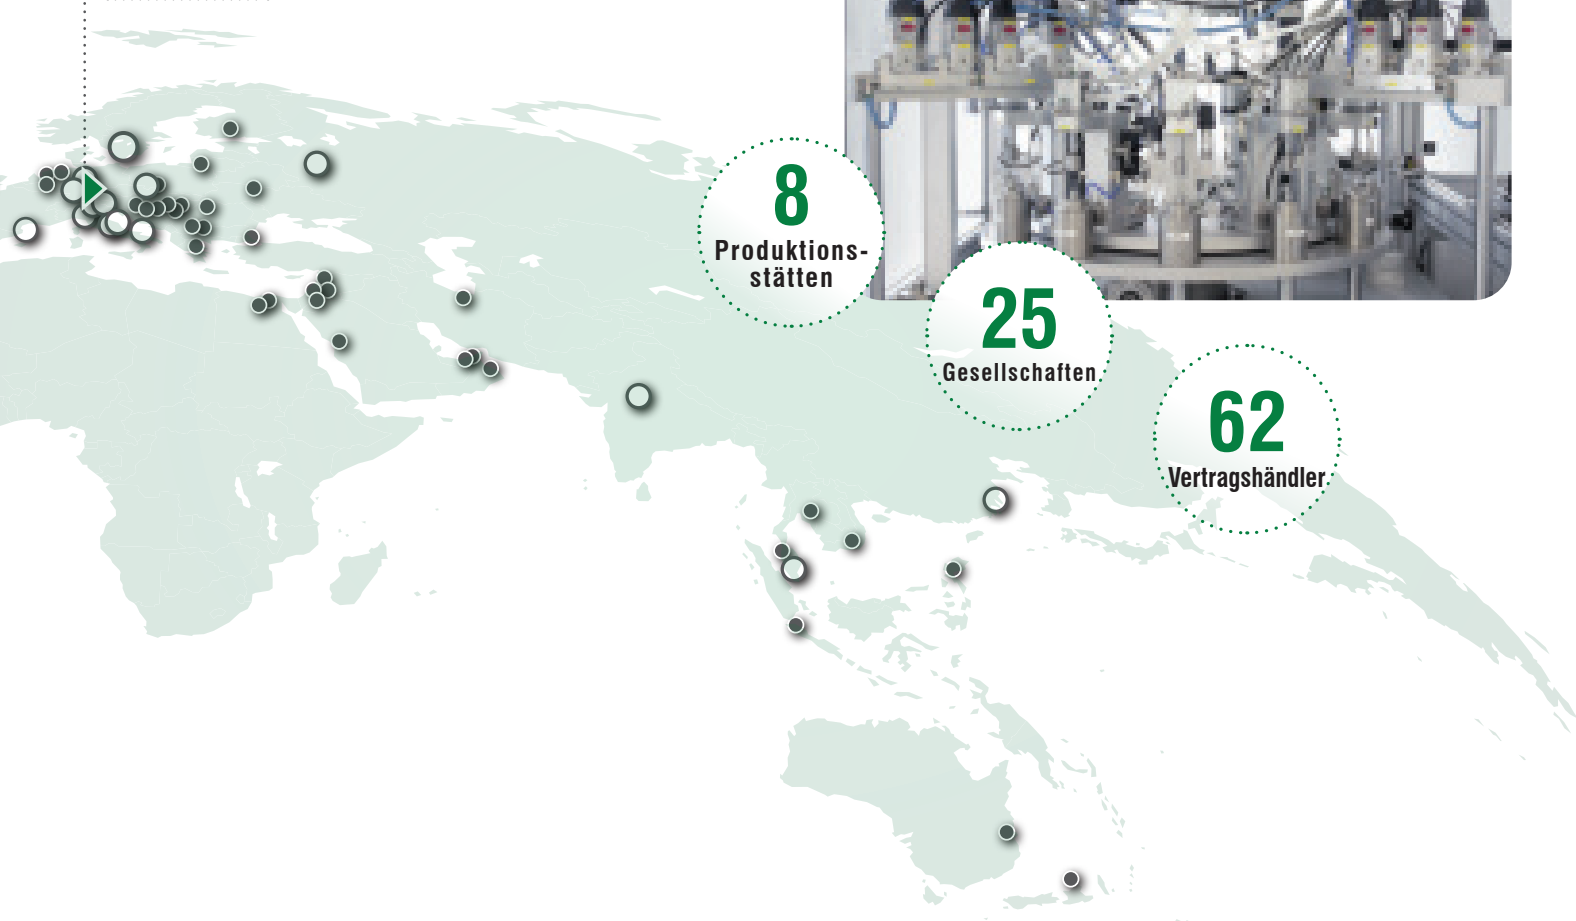 8
Produktions-
stätten
25
Gesellschaften
62
Vertragshändler